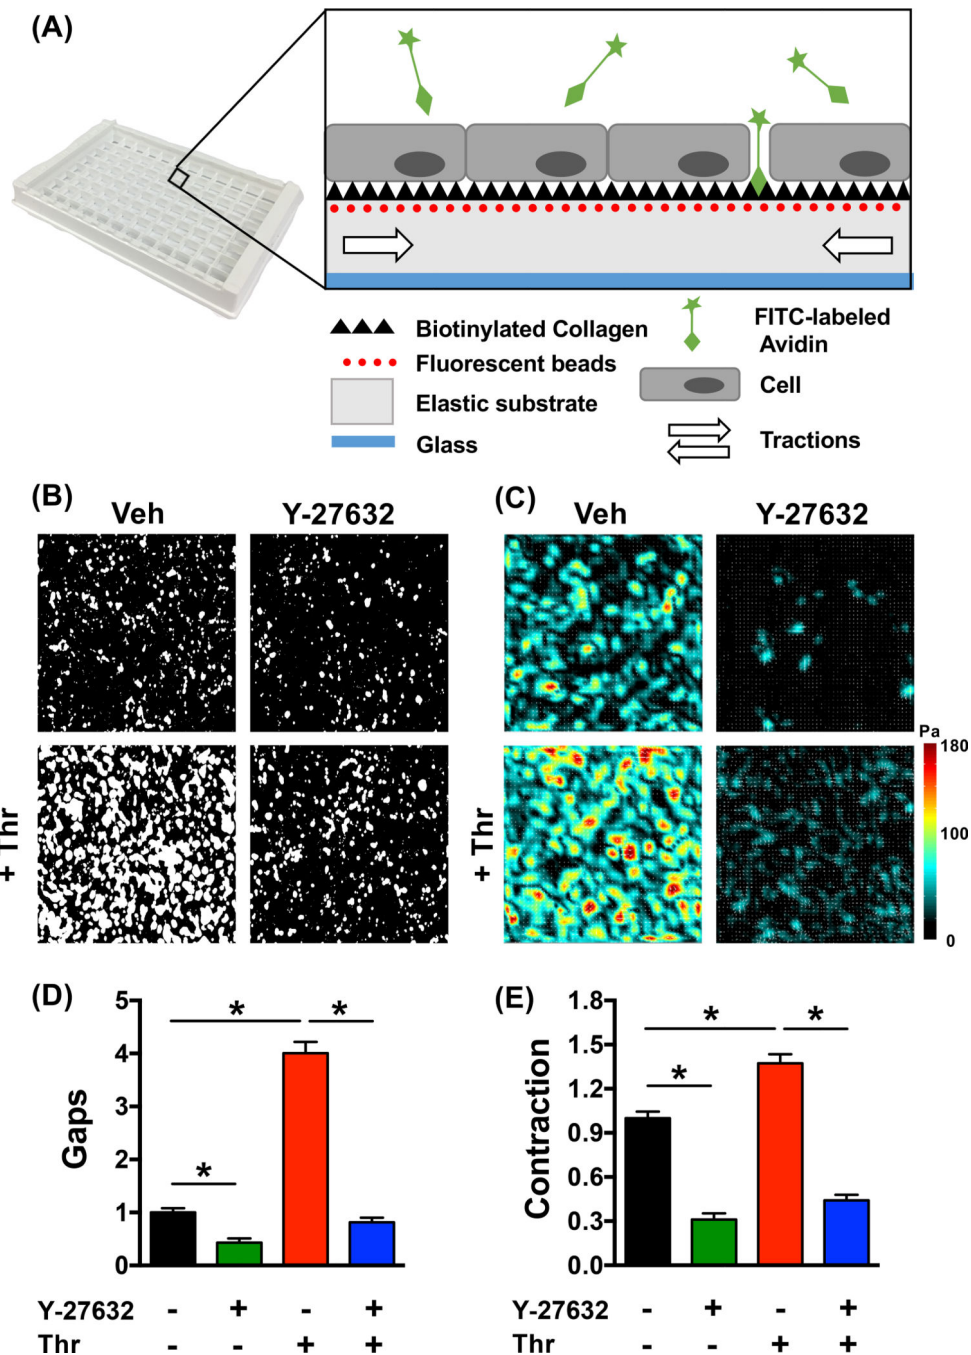 (A)
Biotinylated Collagen
Fluorescent beads
Elastic substrate
Glass
FITC-labeled
Avidin
Cell
Tractions
(B)
Veh
Y-27632
+ Thr
(C)
Veh
Y-27632
+ Thr
Pa
180
100
0
(D)
Gaps
5
4
3
2
1
0
*
*
*
Y-27632 - + - +
Thr - - + +
(E)
Contraction
1.8
1.5
1.2
0.9
0.6
0.3
0.0
*
*
*
Y-27632 - + - +
Thr - - + +